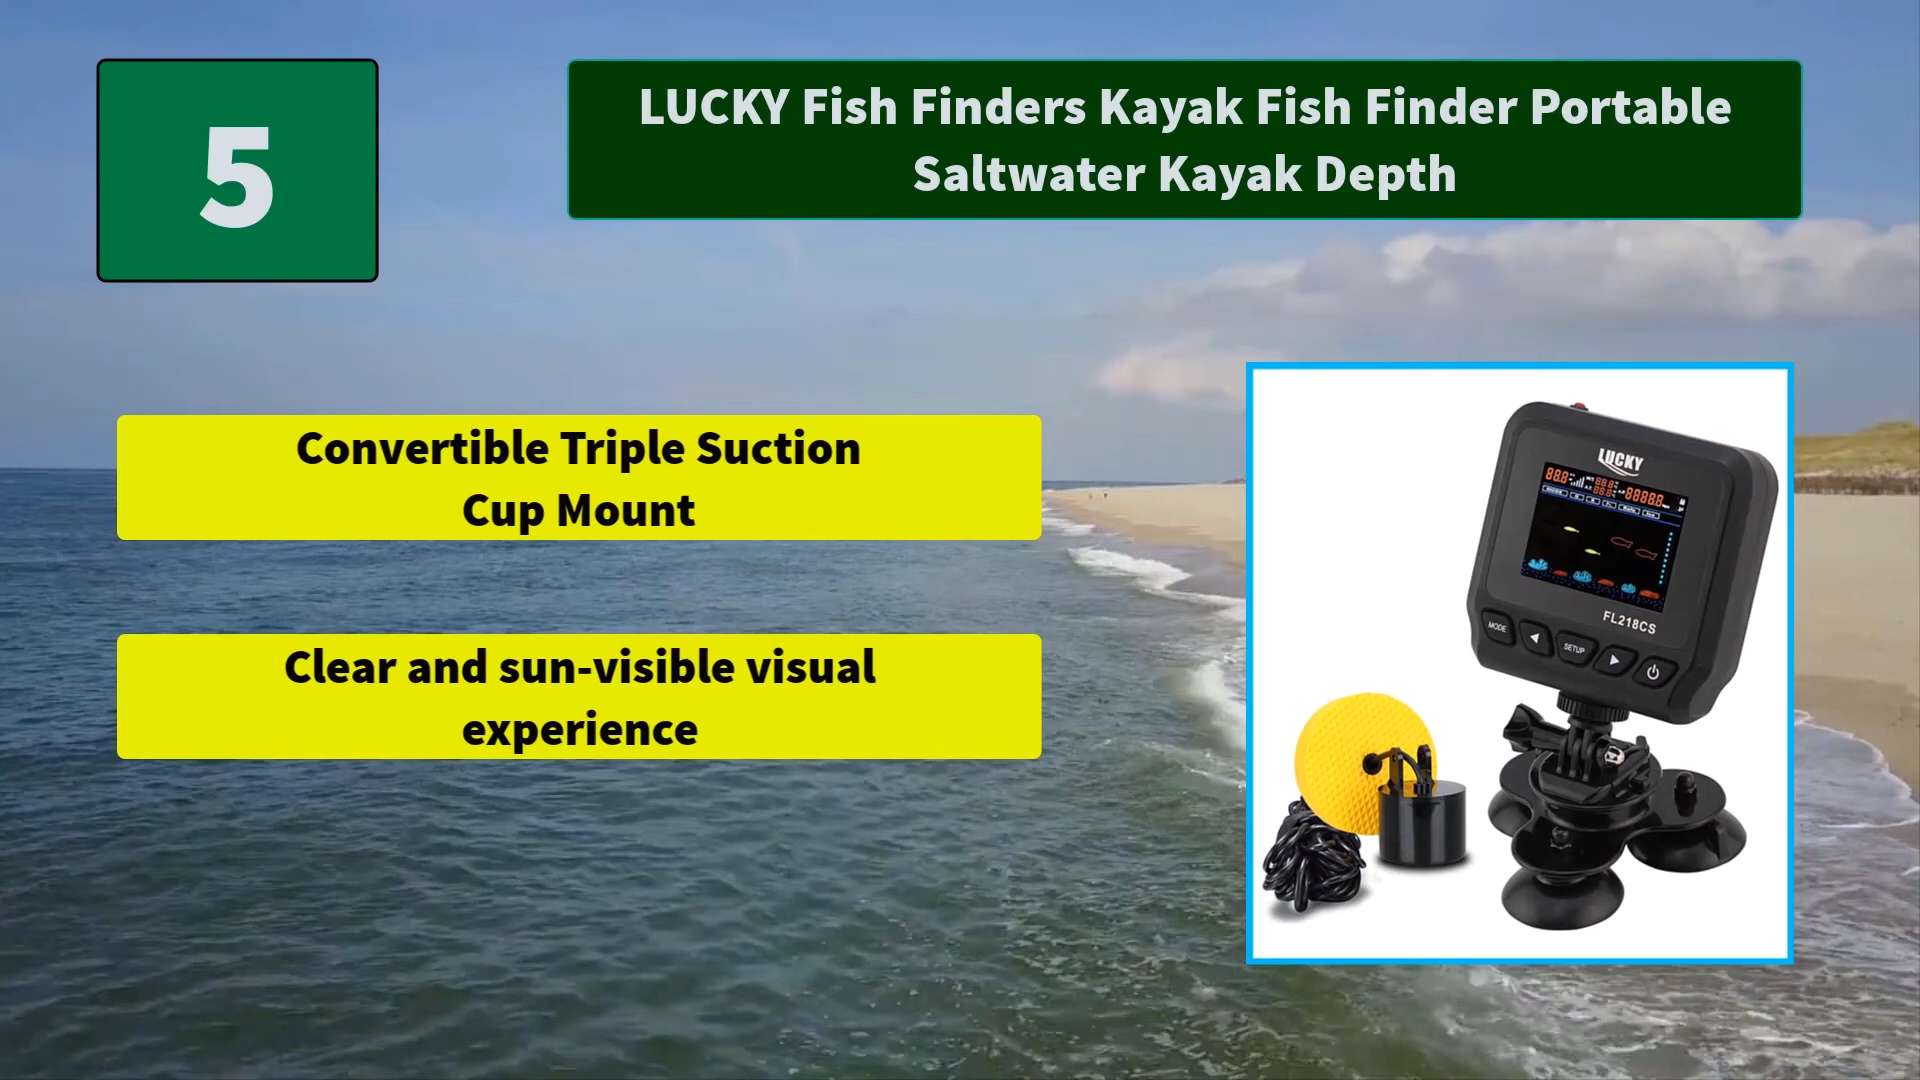 5
LUCKY Fish Finders Kayak Fish Finder Portable
Saltwater Kayak Depth
Convertible Triple Suction
Cup Mount
Clear and sun-visible visual
experience
LUCKY
FL218CS
MODE
SETUP